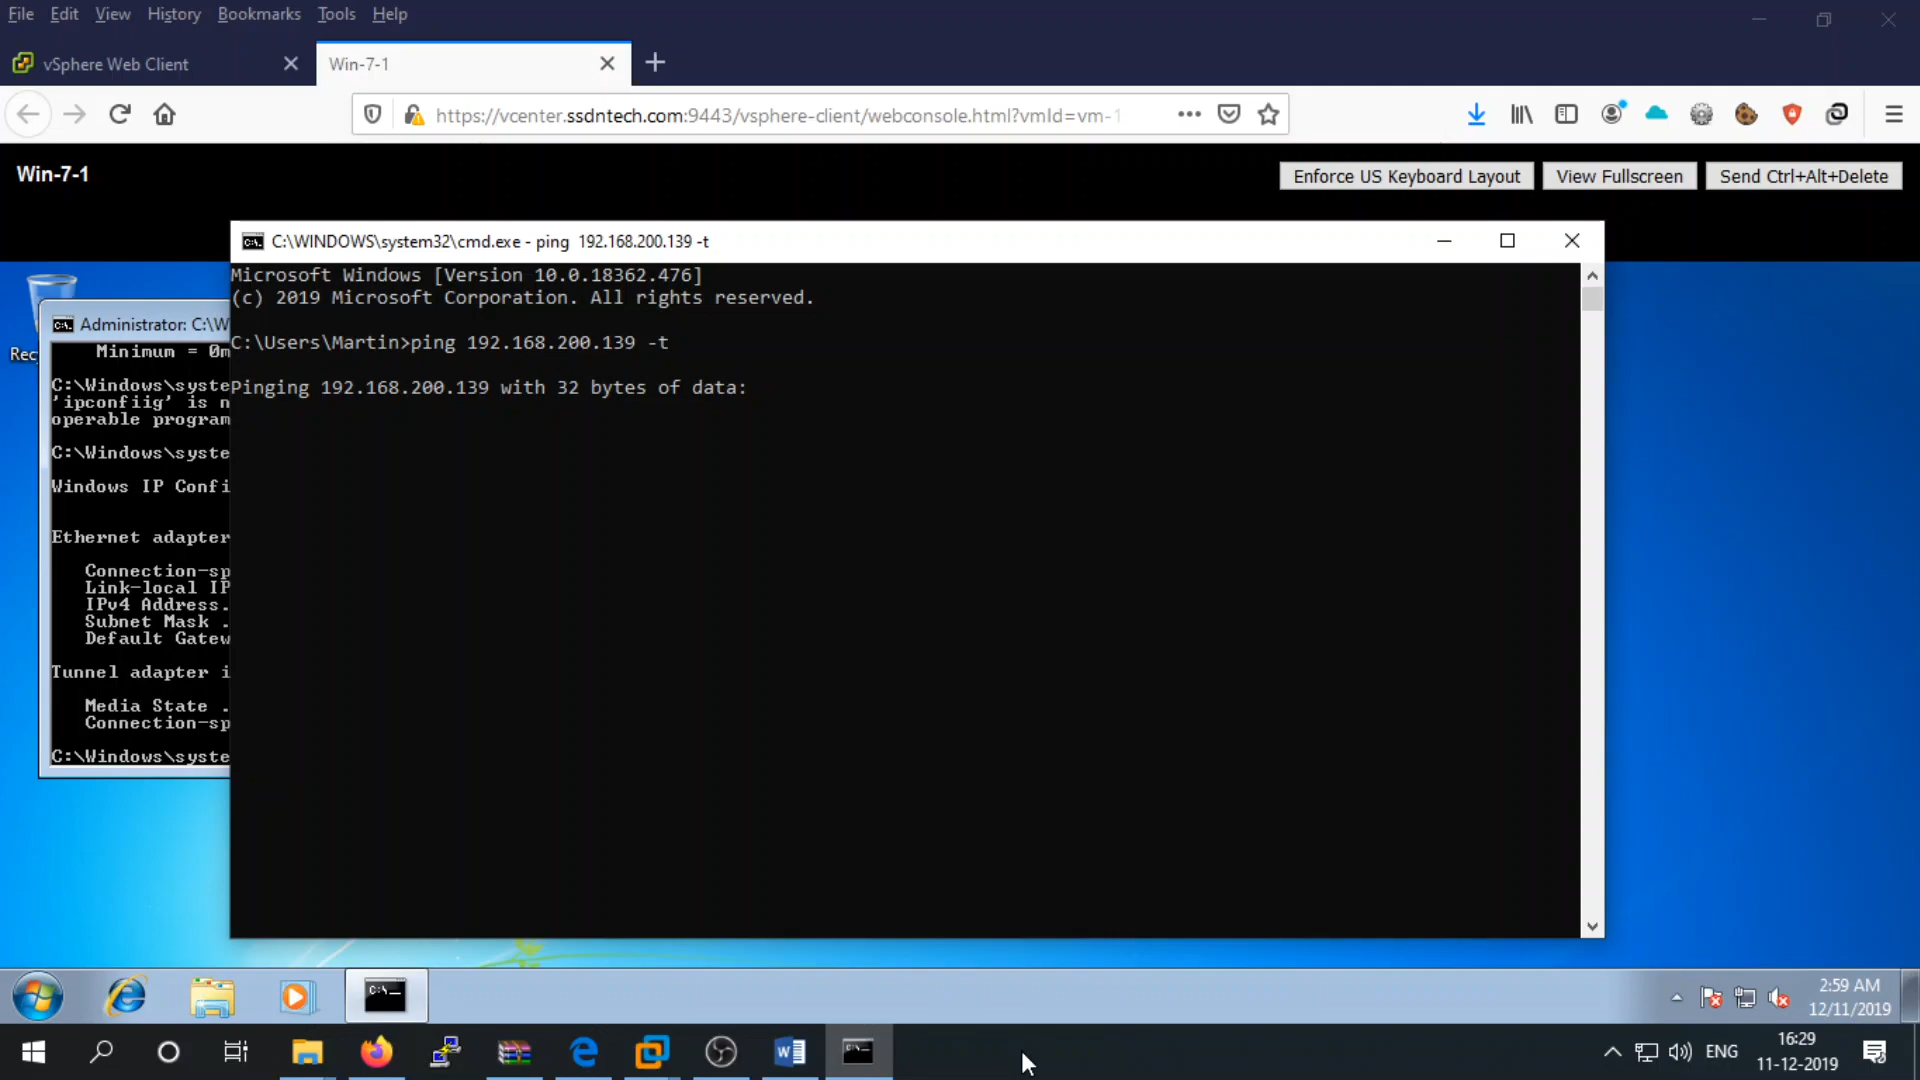 File Edit View History Bookmarks Tools Help
vSphere Web Client
Win-7-1
https://vcenter.ssdntech.com:9443/vsphere-client/webconsole.html?vmId=vm-1
Win-7-1
Enforce US Keyboard Layout
View Fullscreen
Send Ctrl+Alt+Delete
C:\WINDOWS\system32\cmd.exe - ping 192.168.200.139 -t
Microsoft Windows [Version 10.0.18362.476]
(c) 2019 Microsoft Corporation. All rights reserved.
C:\Users\Martin>ping 192.168.200.139 -t
Pinging 192.168.200.139 with 32 bytes of data:
Rec
Administrator: C:\W
Minimum = 0m
C:\Windows\syste
'ipconfiig' is n
operable program
C:\Windows\syste
Windows IP Confi
Ethernet adapter
Connection-sp
Link-local IP
IPv4 Address.
Subnet Mask .
Default Gatew
Tunnel adapter i
Media State .
Connection-sp
C:\Windows\syste
2:59 AM
12/11/2019
ENG
16:29
11-12-2019